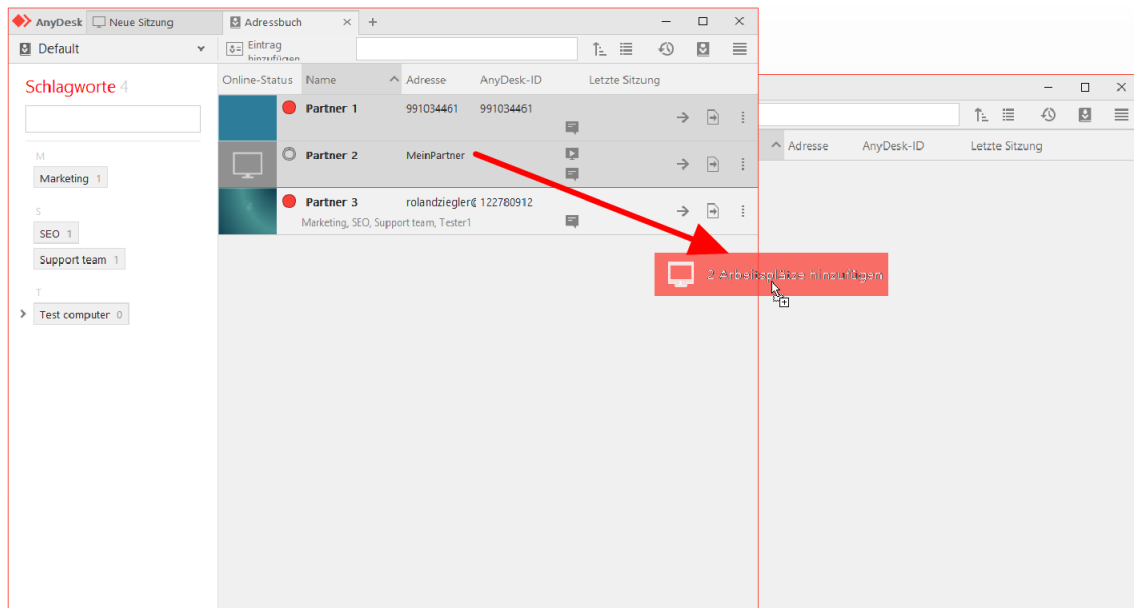 AnyDesk Neue Sitzung Adressbuch
Default Eintrag
hinzufügen
Schlagworte 4
M
Marketing 1
S
SEO 1
Support team 1
T
Test computer 0
Online-Status Name Adresse AnyDesk-ID Letzte Sitzung
Partner 1 991034461 991034461
Partner 2 MeinPartner
Partner 3 rolandziegler@ 122780912
Marketing, SEO, Support team, Tester1
2 Arbeitsplätze hinzufügen
Adresse AnyDesk-ID Letzte Sitzung